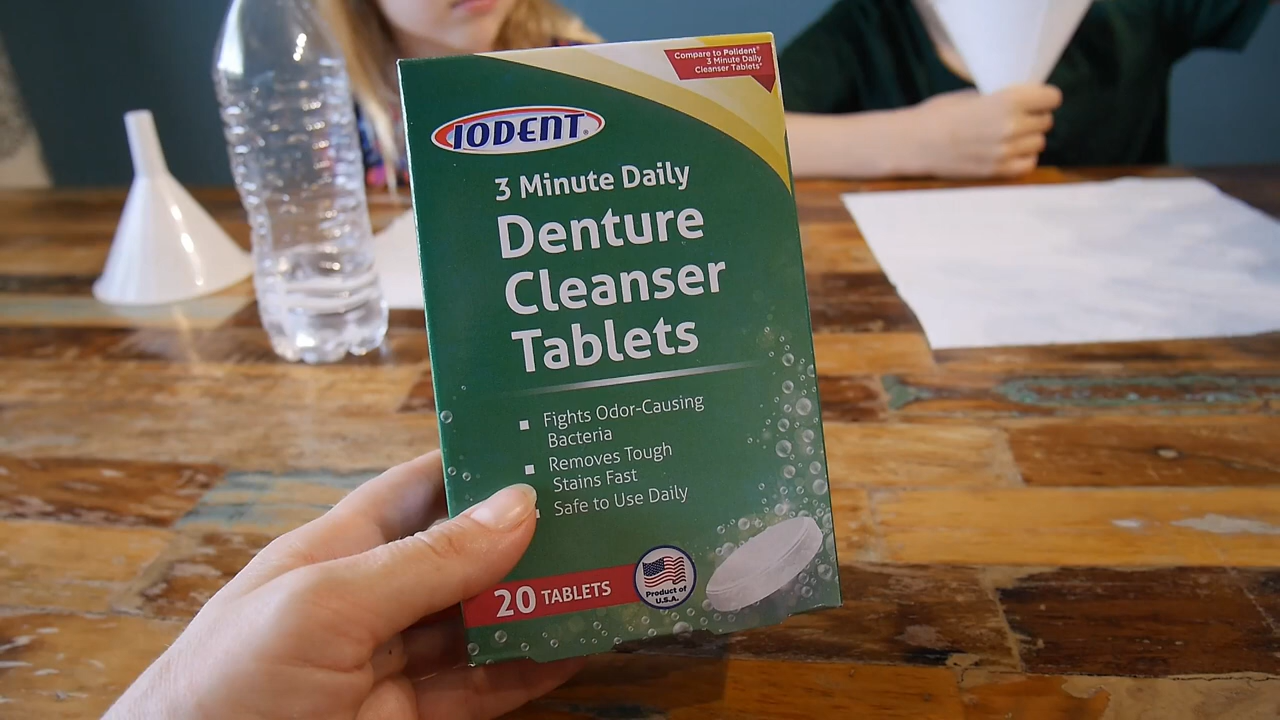 Compare to Polident®
3 Minute Daily
Cleanser Tablets*
IODENT®
3 Minute Daily
Denture
Cleanser
Tablets
Fights Odor-Causing
Bacteria
Removes Tough
Stains Fast
Safe to Use Daily
20 TABLETS
Product of
U.S.A.